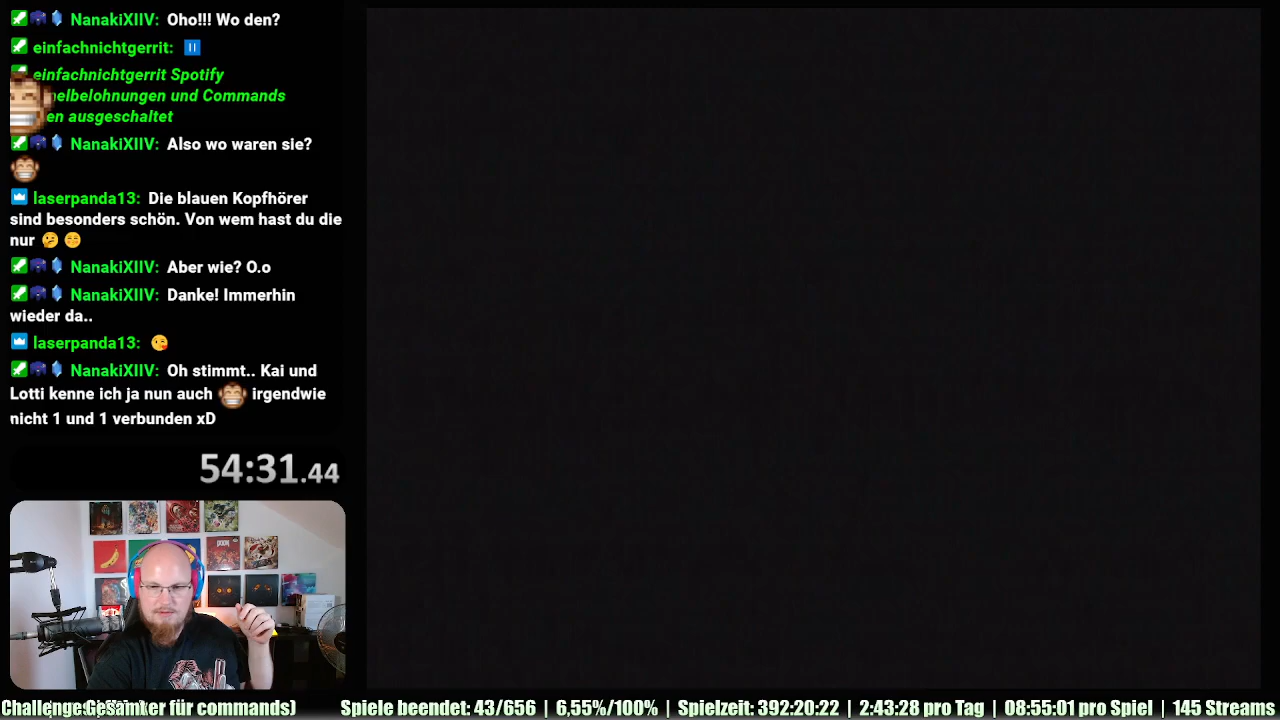 NanakiXIIV: Oho!!! Wo den?
einfachnichtgerrit:
einfachnichtgerrit Spotify
elbelohnungen und Commands
en ausgeschaltet
NanakiXIIV: Also wo waren sie?
laserpanda13: Die blauen Kopfhörer
sind besonders schön. Von wem hast du die
nur
NanakiXIIV: Aber wie? O.o
NanakiXIIV: Danke! Immerhin
wieder da..
laserpanda13:
NanakiXIIV: Oh stimmt.. Kai und
Lotti kenne ich ja nun auch irgendwie
nicht 1 und 1 verbunden xD
54:31.44
für commands) Spiele beendet: 43/656 | 6,55%/100% | Spielzeit: 392:20:22 | 2:43:28 pro Tag | 08:55:01 pro Spiel | 145 Streams